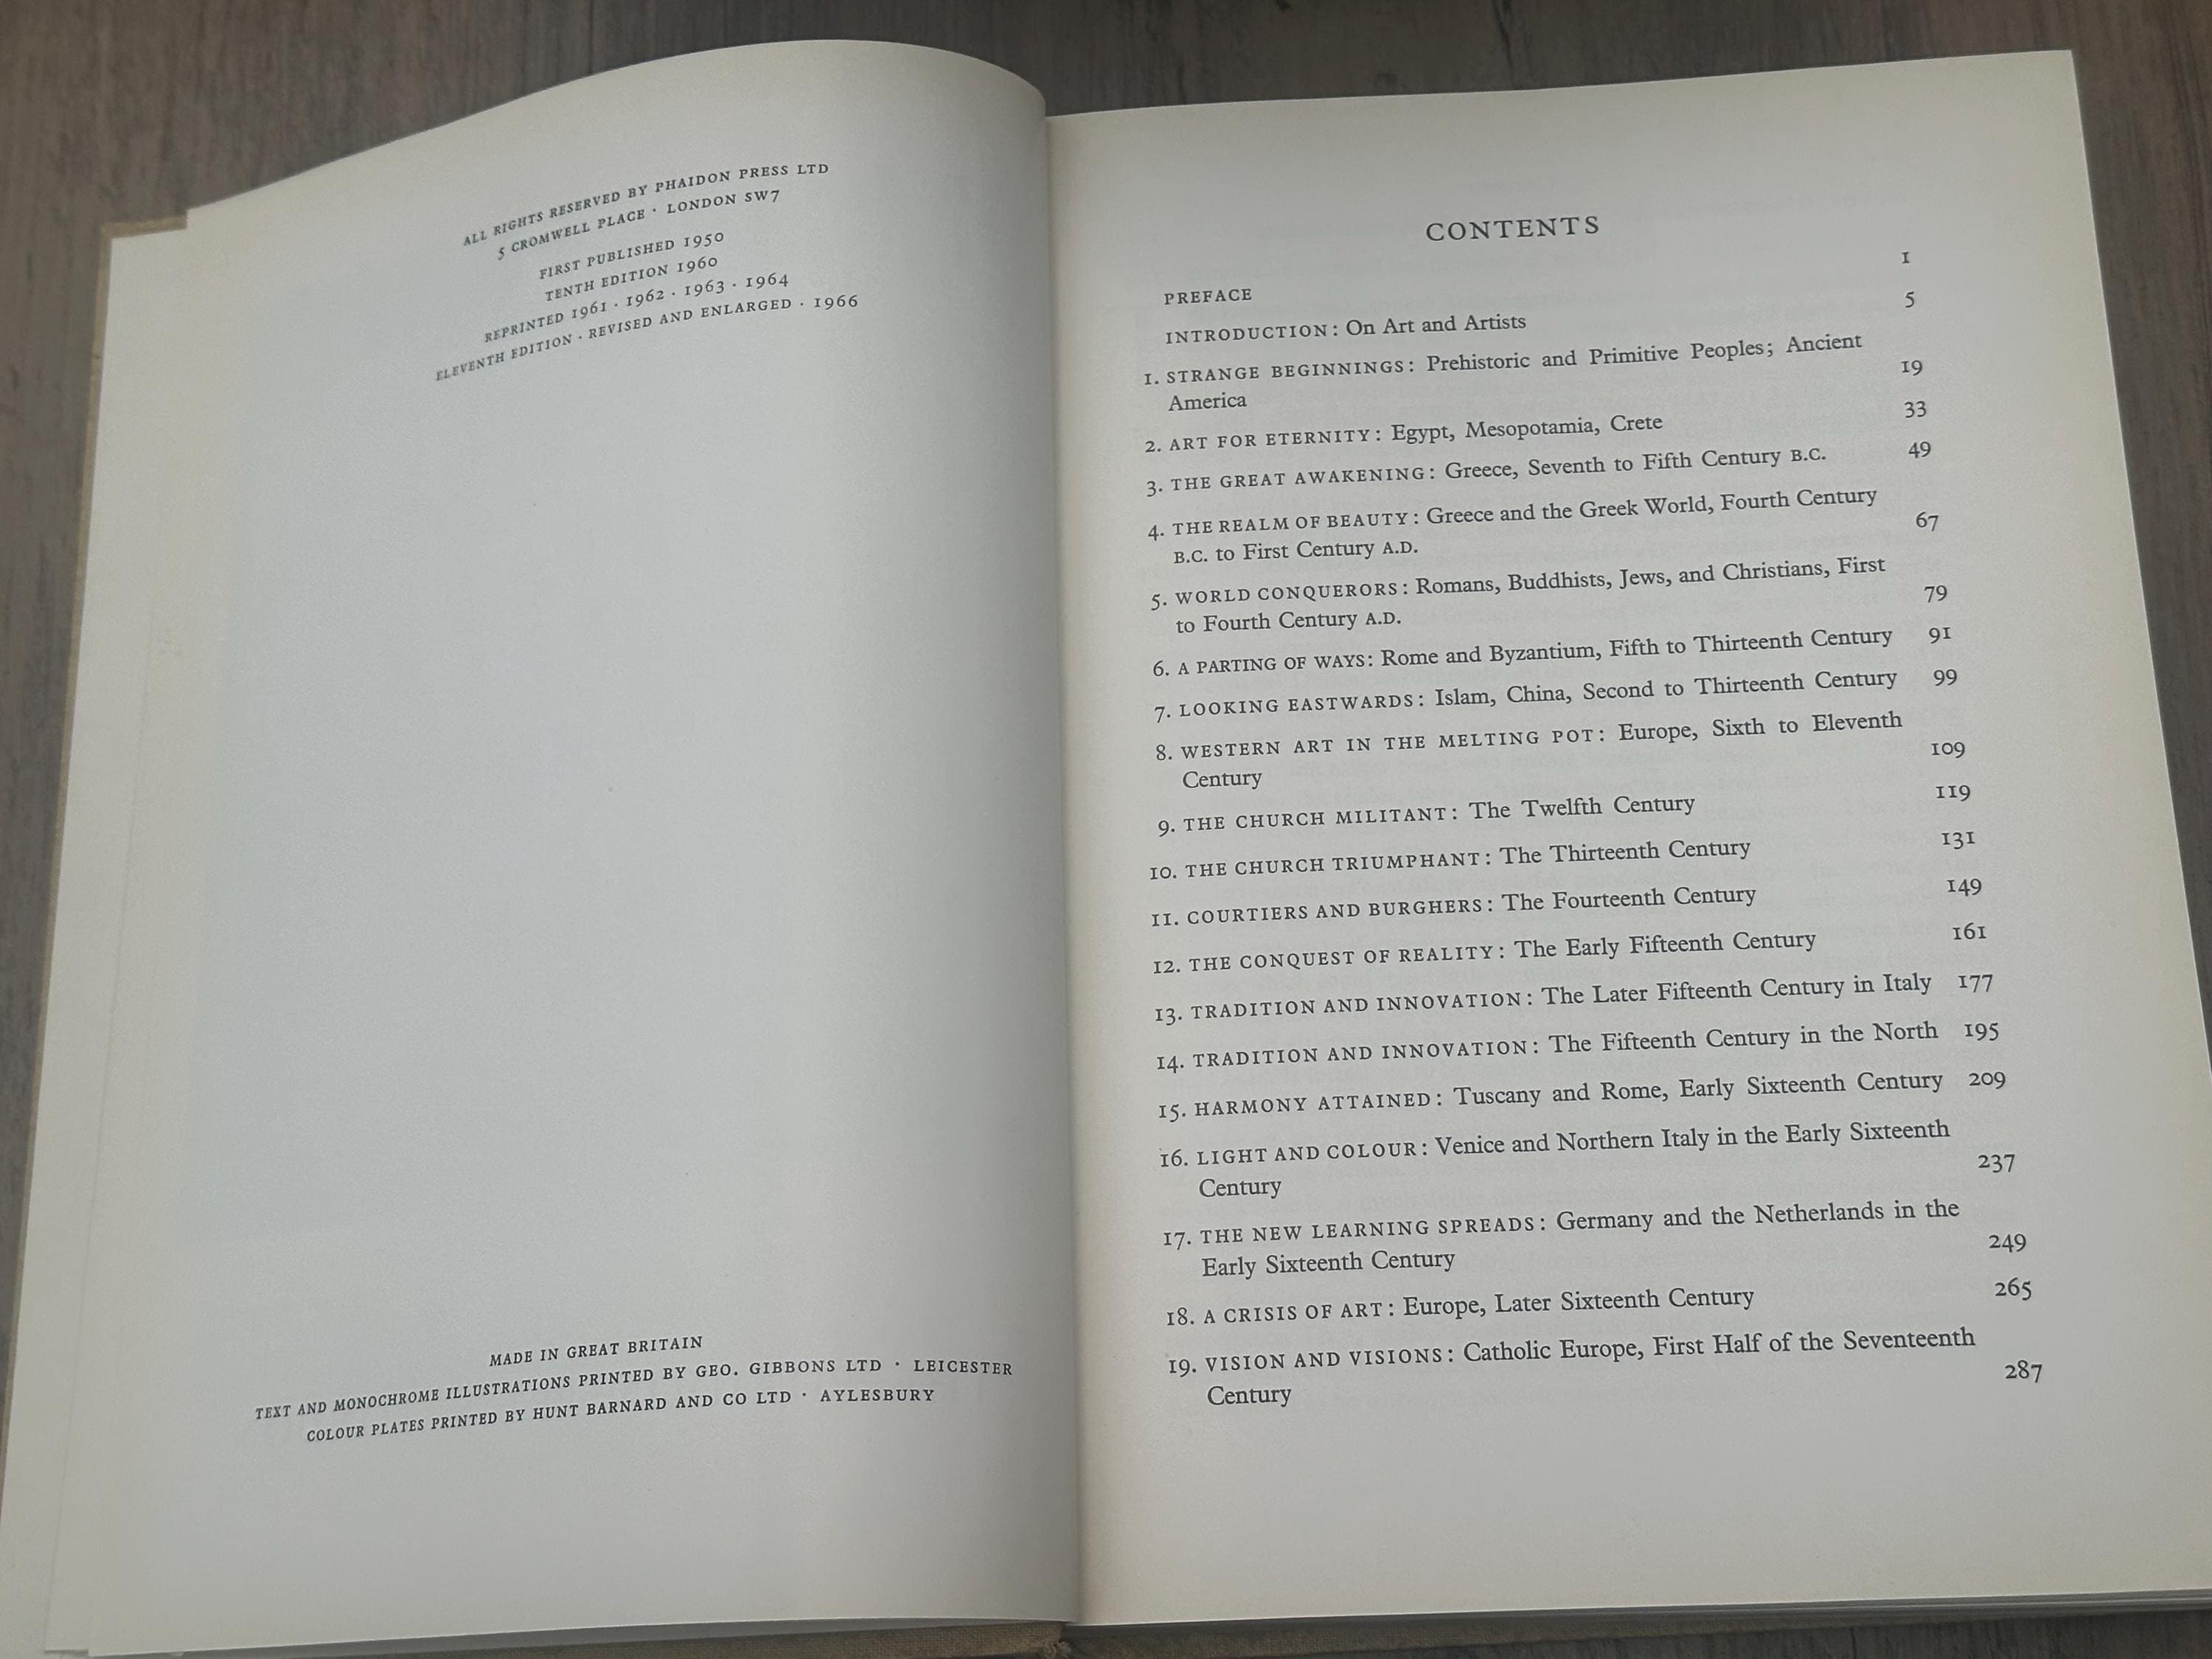 ALL RIGHTS RESERVED BY PHAIDON PRESS LTD
5 CROMWELL PLACE · LONDON SW7
FIRST PUBLISHED 1950
TENTH EDITION 1960
REPRINTED 1961 · 1962 · 1963 · 1964
ELEVENTH EDITION · REVISED AND ENLARGED · 1966
MADE IN GREAT BRITAIN
TEXT AND MONOCHROME ILLUSTRATIONS PRINTED BY GEO. GIBBONS LTD · LEICESTER
COLOUR PLATES PRINTED BY HUNT BARNARD AND CO LTD · AYLESBURY
CONTENTS
PREFACE 1
INTRODUCTION: On Art and Artists 5
1. STRANGE BEGINNINGS: Prehistoric and Primitive Peoples; Ancient
America 19
2. ART FOR ETERNITY: Egypt, Mesopotamia, Crete 33
3. THE GREAT AWAKENING: Greece, Seventh to Fifth Century B.C. 49
4. THE REALM OF BEAUTY: Greece and the Greek World, Fourth Century
B.C. to First Century A.D. 67
5. WORLD CONQUERORS: Romans, Buddhists, Jews, and Christians, First
to Fourth Century A.D. 79
6. A PARTING OF WAYS: Rome and Byzantium, Fifth to Thirteenth Century 91
7. LOOKING EASTWARDS: Islam, China, Second to Thirteenth Century 99
8. WESTERN ART IN THE MELTING POT: Europe, Sixth to Eleventh
Century 109
9. THE CHURCH MILITANT: The Twelfth Century 119
10. THE CHURCH TRIUMPHANT: The Thirteenth Century 131
11. COURTIERS AND BURGHERS: The Fourteenth Century 149
12. THE CONQUEST OF REALITY: The Early Fifteenth Century 161
13. TRADITION AND INNOVATION: The Later Fifteenth Century in Italy 177
14. TRADITION AND INNOVATION: The Fifteenth Century in the North 195
15. HARMONY ATTAINED: Tuscany and Rome, Early Sixteenth Century 209
16. LIGHT AND COLOUR: Venice and Northern Italy in the Early Sixteenth
Century 237
17. THE NEW LEARNING SPREADS: Germany and the Netherlands in the
Early Sixteenth Century 249
18. A CRISIS OF ART: Europe, Later Sixteenth Century 265
19. VISION AND VISIONS: Catholic Europe, First Half of the Seventeenth
Century 287